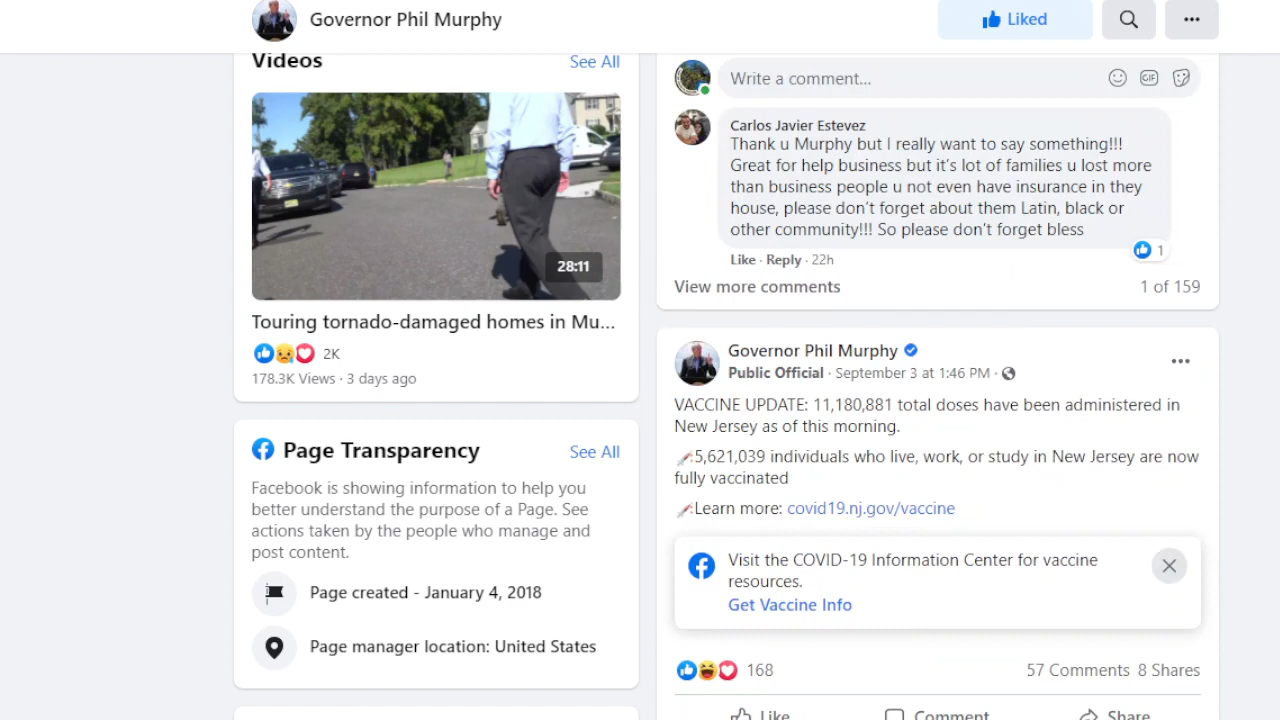 Governor Phil Murphy
Liked
Videos
See All
28:11
Touring tornado-damaged homes in Mu...
2K
178.3K Views · 3 days ago
Page Transparency
See All
Facebook is showing information to help you
better understand the purpose of a Page. See
actions taken by the people who manage and
post content.
Page created - January 4, 2018
Page manager location: United States
Write a comment...
GIF
Carlos Javier Estevez
Thank u Murphy but I really want to say something!!!
Great for help business but it's lot of families u lost more
than business people u not even have insurance in they
house, please don't forget about them Latin, black or
other community!!! So please don't forget bless
1
Like · Reply · 22h
View more comments
1 of 159
Governor Phil Murphy
Public Official · September 3 at 1:46 PM ·
VACCINE UPDATE: 11,180,881 total doses have been administered in
New Jersey as of this morning.
5,621,039 individuals who live, work, or study in New Jersey are now
fully vaccinated
Learn more: covid19.nj.gov/vaccine
Visit the COVID-19 Information Center for vaccine
resources.
Get Vaccine Info
168
57 Comments 8 Shares
Like
Comment
Share